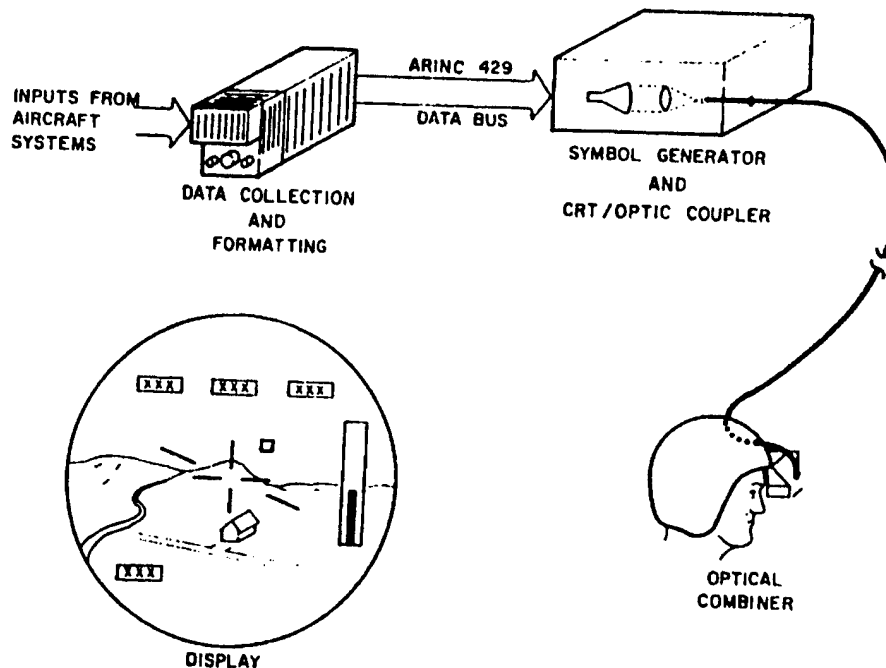 INPUTS FROM
AIRCRAFT
SYSTEMS
DATA COLLECTION
AND
FORMATTING
ARINC 429
DATA BUS
SYMBOL GENERATOR
AND
CRT/OPTIC COUPLER
XXX
XXX
XXX
XXX
DISPLAY
OPTICAL
COMBINER